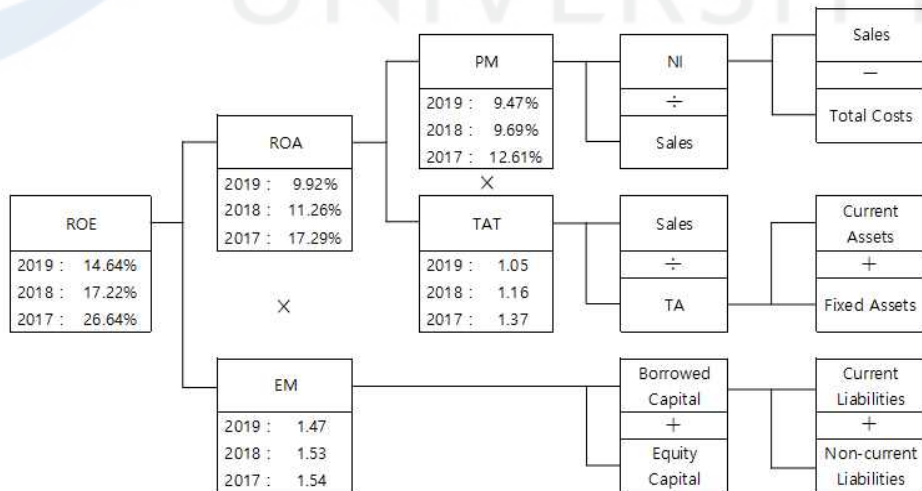 UNIVERSITY
ROE
2019 : 14.64%
2018 : 17.22%
2017 : 26.64%
ROA
2019 : 9.92%
2018 : 11.26%
2017 : 17.29%
×
EM
2019 : 1.47
2018 : 1.53
2017 : 1.54
PM
2019 : 9.47%
2018 : 9.69%
2017 : 12.61%
×
TAT
2019 : 1.05
2018 : 1.16
2017 : 1.37
NI
÷
Sales
Sales
÷
TA
Borrowed
Capital
+
Equity
Capital
Sales
−
Total Costs
Current
Assets
+
Fixed Assets
Current
Liabilities
+
Non-current
Liabilities